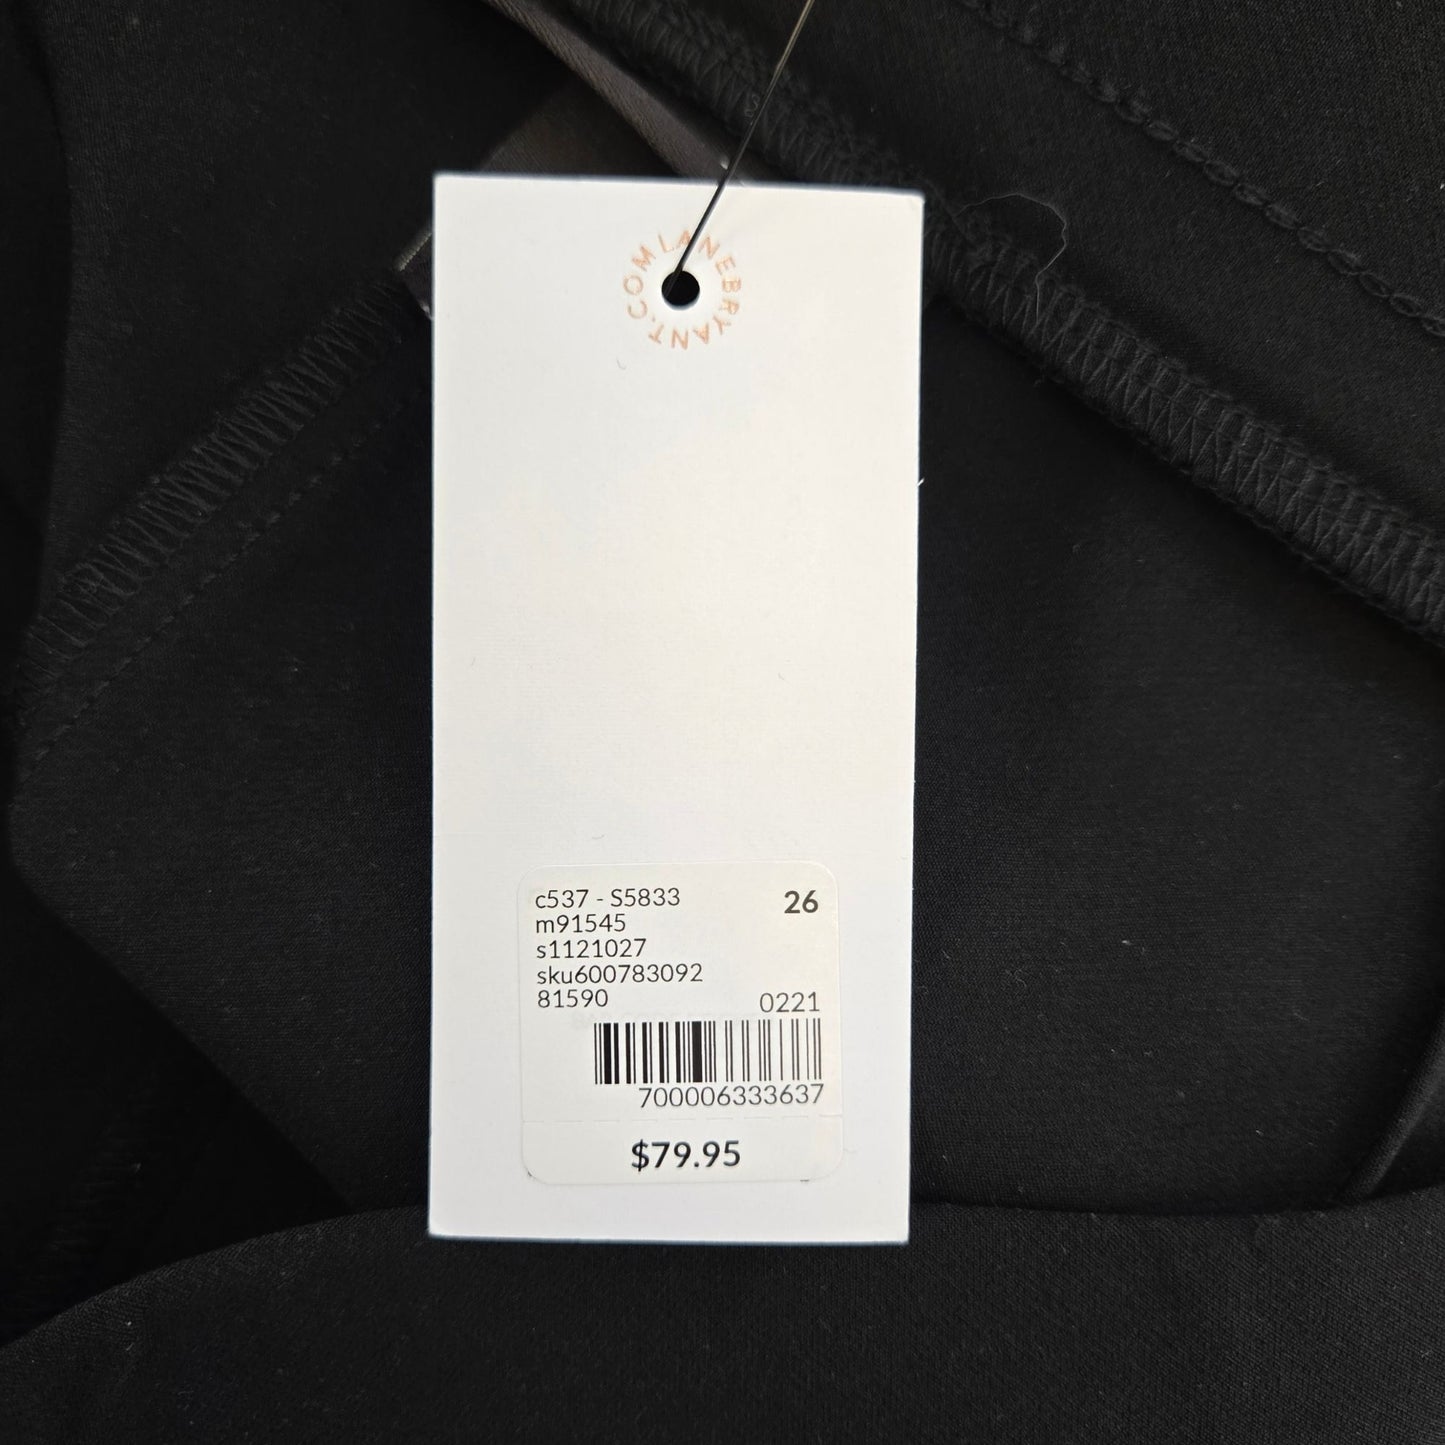 LANEBRYANT.COM
c537 - S5833 26
m91545
s1121027
sku600783092
81590 0221
700006333637
$79.95